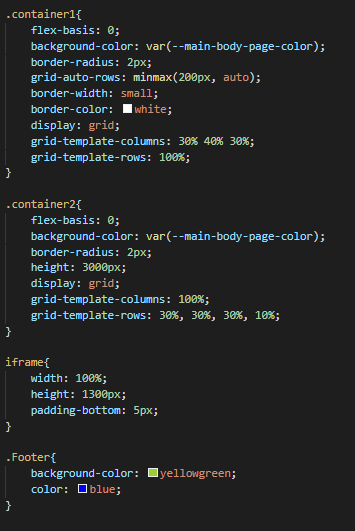 .container1{
flex-basis: 0;
background-color: var(--main-body-page-color);
border-radius: 2px;
grid-auto-rows: minmax(200px, auto);
border-width: small;
border-color: white;
display: grid;
grid-template-columns: 30% 40% 30%;
grid-template-rows: 100%;
}
.container2{
flex-basis: 0;
background-color: var(--main-body-page-color);
border-radius: 2px;
height: 3000px;
display: grid;
grid-template-columns: 100%;
grid-template-rows: 30%, 30%, 30%, 10%;
}
iframe{
width: 100%;
height: 1300px;
padding-bottom: 5px;
}
.Footer{
background-color: yellowgreen;
color: blue;
}